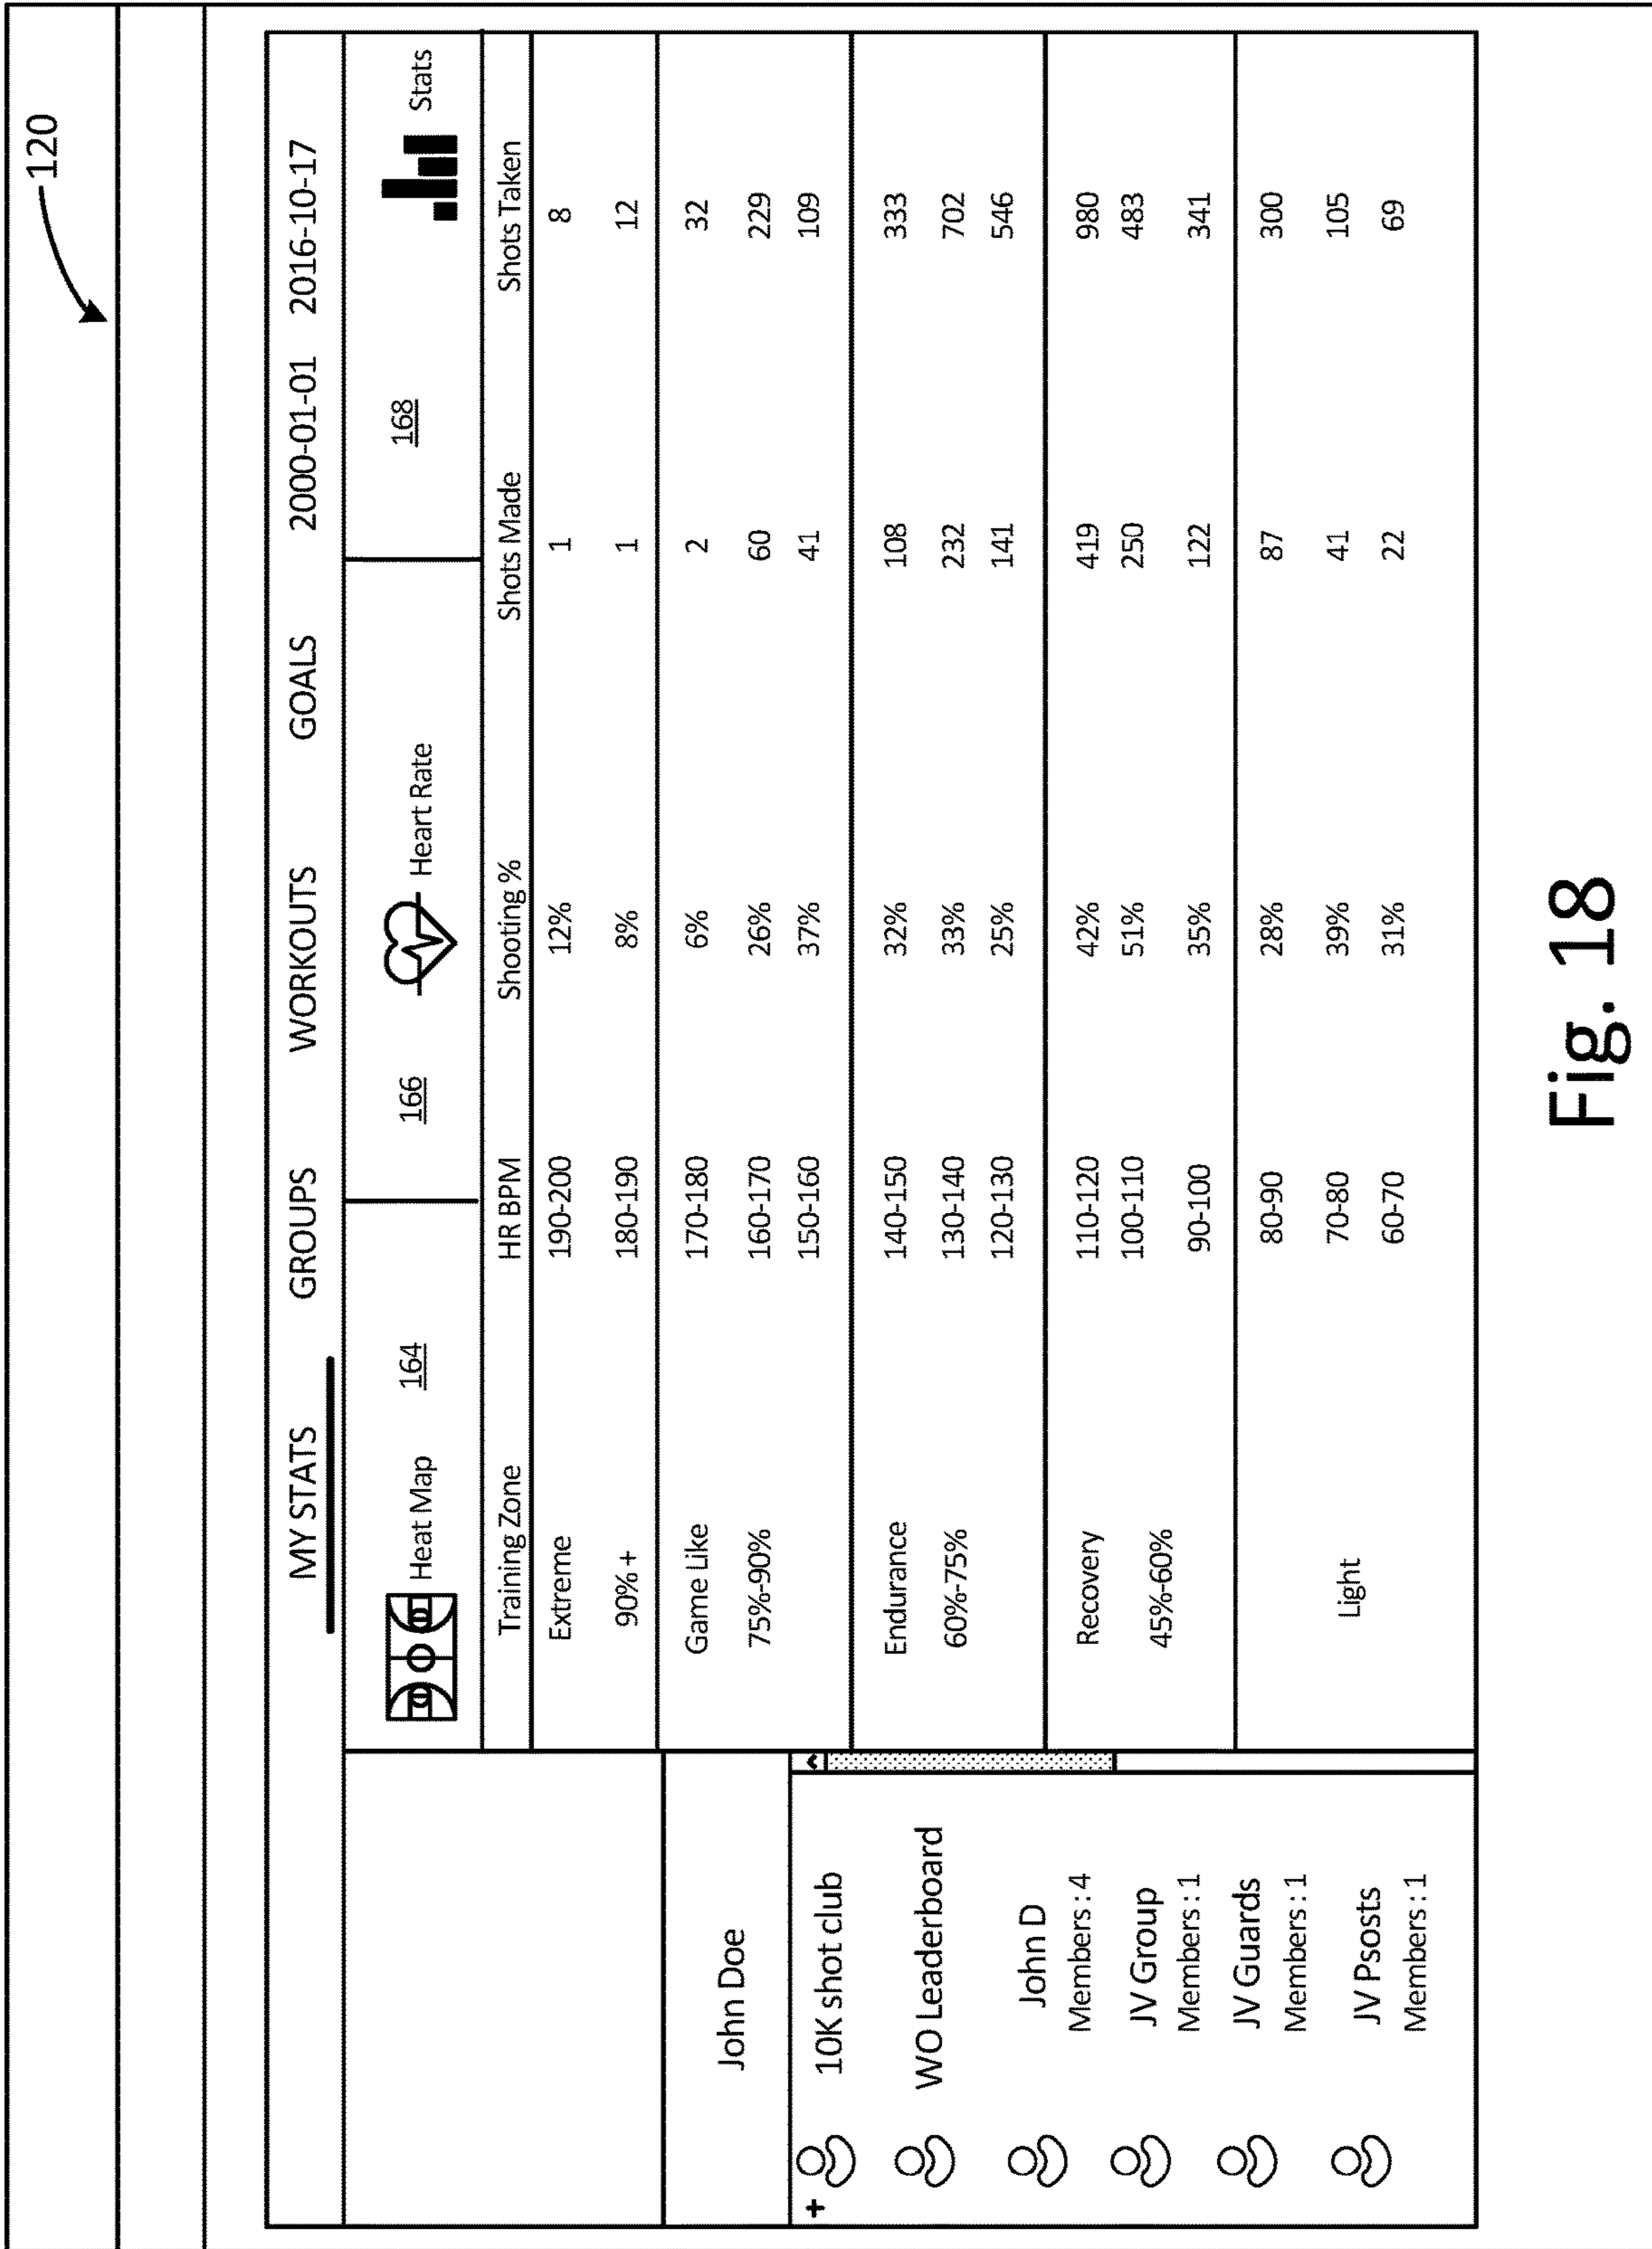 120
MY STATS GROUPS WORKOUTS GOALS 2000-01-01 2016-10-17
Heat Map 164 166 Heart Rate 168 Stats
Training Zone HR BPM Shooting % Shots Made Shots Taken
Extreme 190-200 12% 1 8
90% + 180-190 8% 1 12
Game Like 170-180 6% 2 32
75%-90% 160-170 26% 60 229
150-160 37% 41 109
Endurance 140-150 32% 108 333
60%-75% 130-140 33% 232 702
120-130 25% 141 546
Recovery 110-120 42% 419 980
45%-60% 100-110 51% 250 483
90-100 35% 122 341
80-90 28% 87 300
Light 70-80 39% 41 105
60-70 31% 22 69
John Doe
+ 10K shot club
WO Leaderboard
John D
Members : 4
JV Group
Members : 1
JV Guards
Members : 1
JV Psosts
Members : 1
Fig. 18